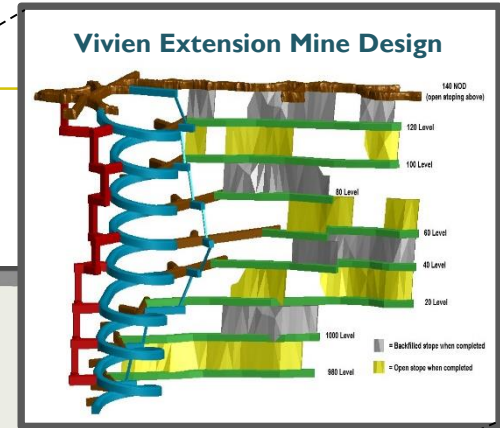 Vivien Extension Mine Design
140 NOD
(open stoping above)
120 Level
100 Level
80 Level
60 Level
40 Level
20 Level
1000 Level
980 Level
= Backfilled stope when completed
= Open stope when completed